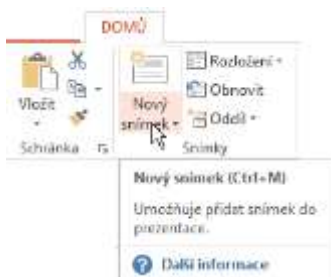 DOMŮ
Vložit
Nový
snímek
Rozložení
Obnovit
Oddíl
Schránka
Snímky
Nový snímek (Ctrl+M)
Umožňuje přidat snímek do
prezentace.
Další informace